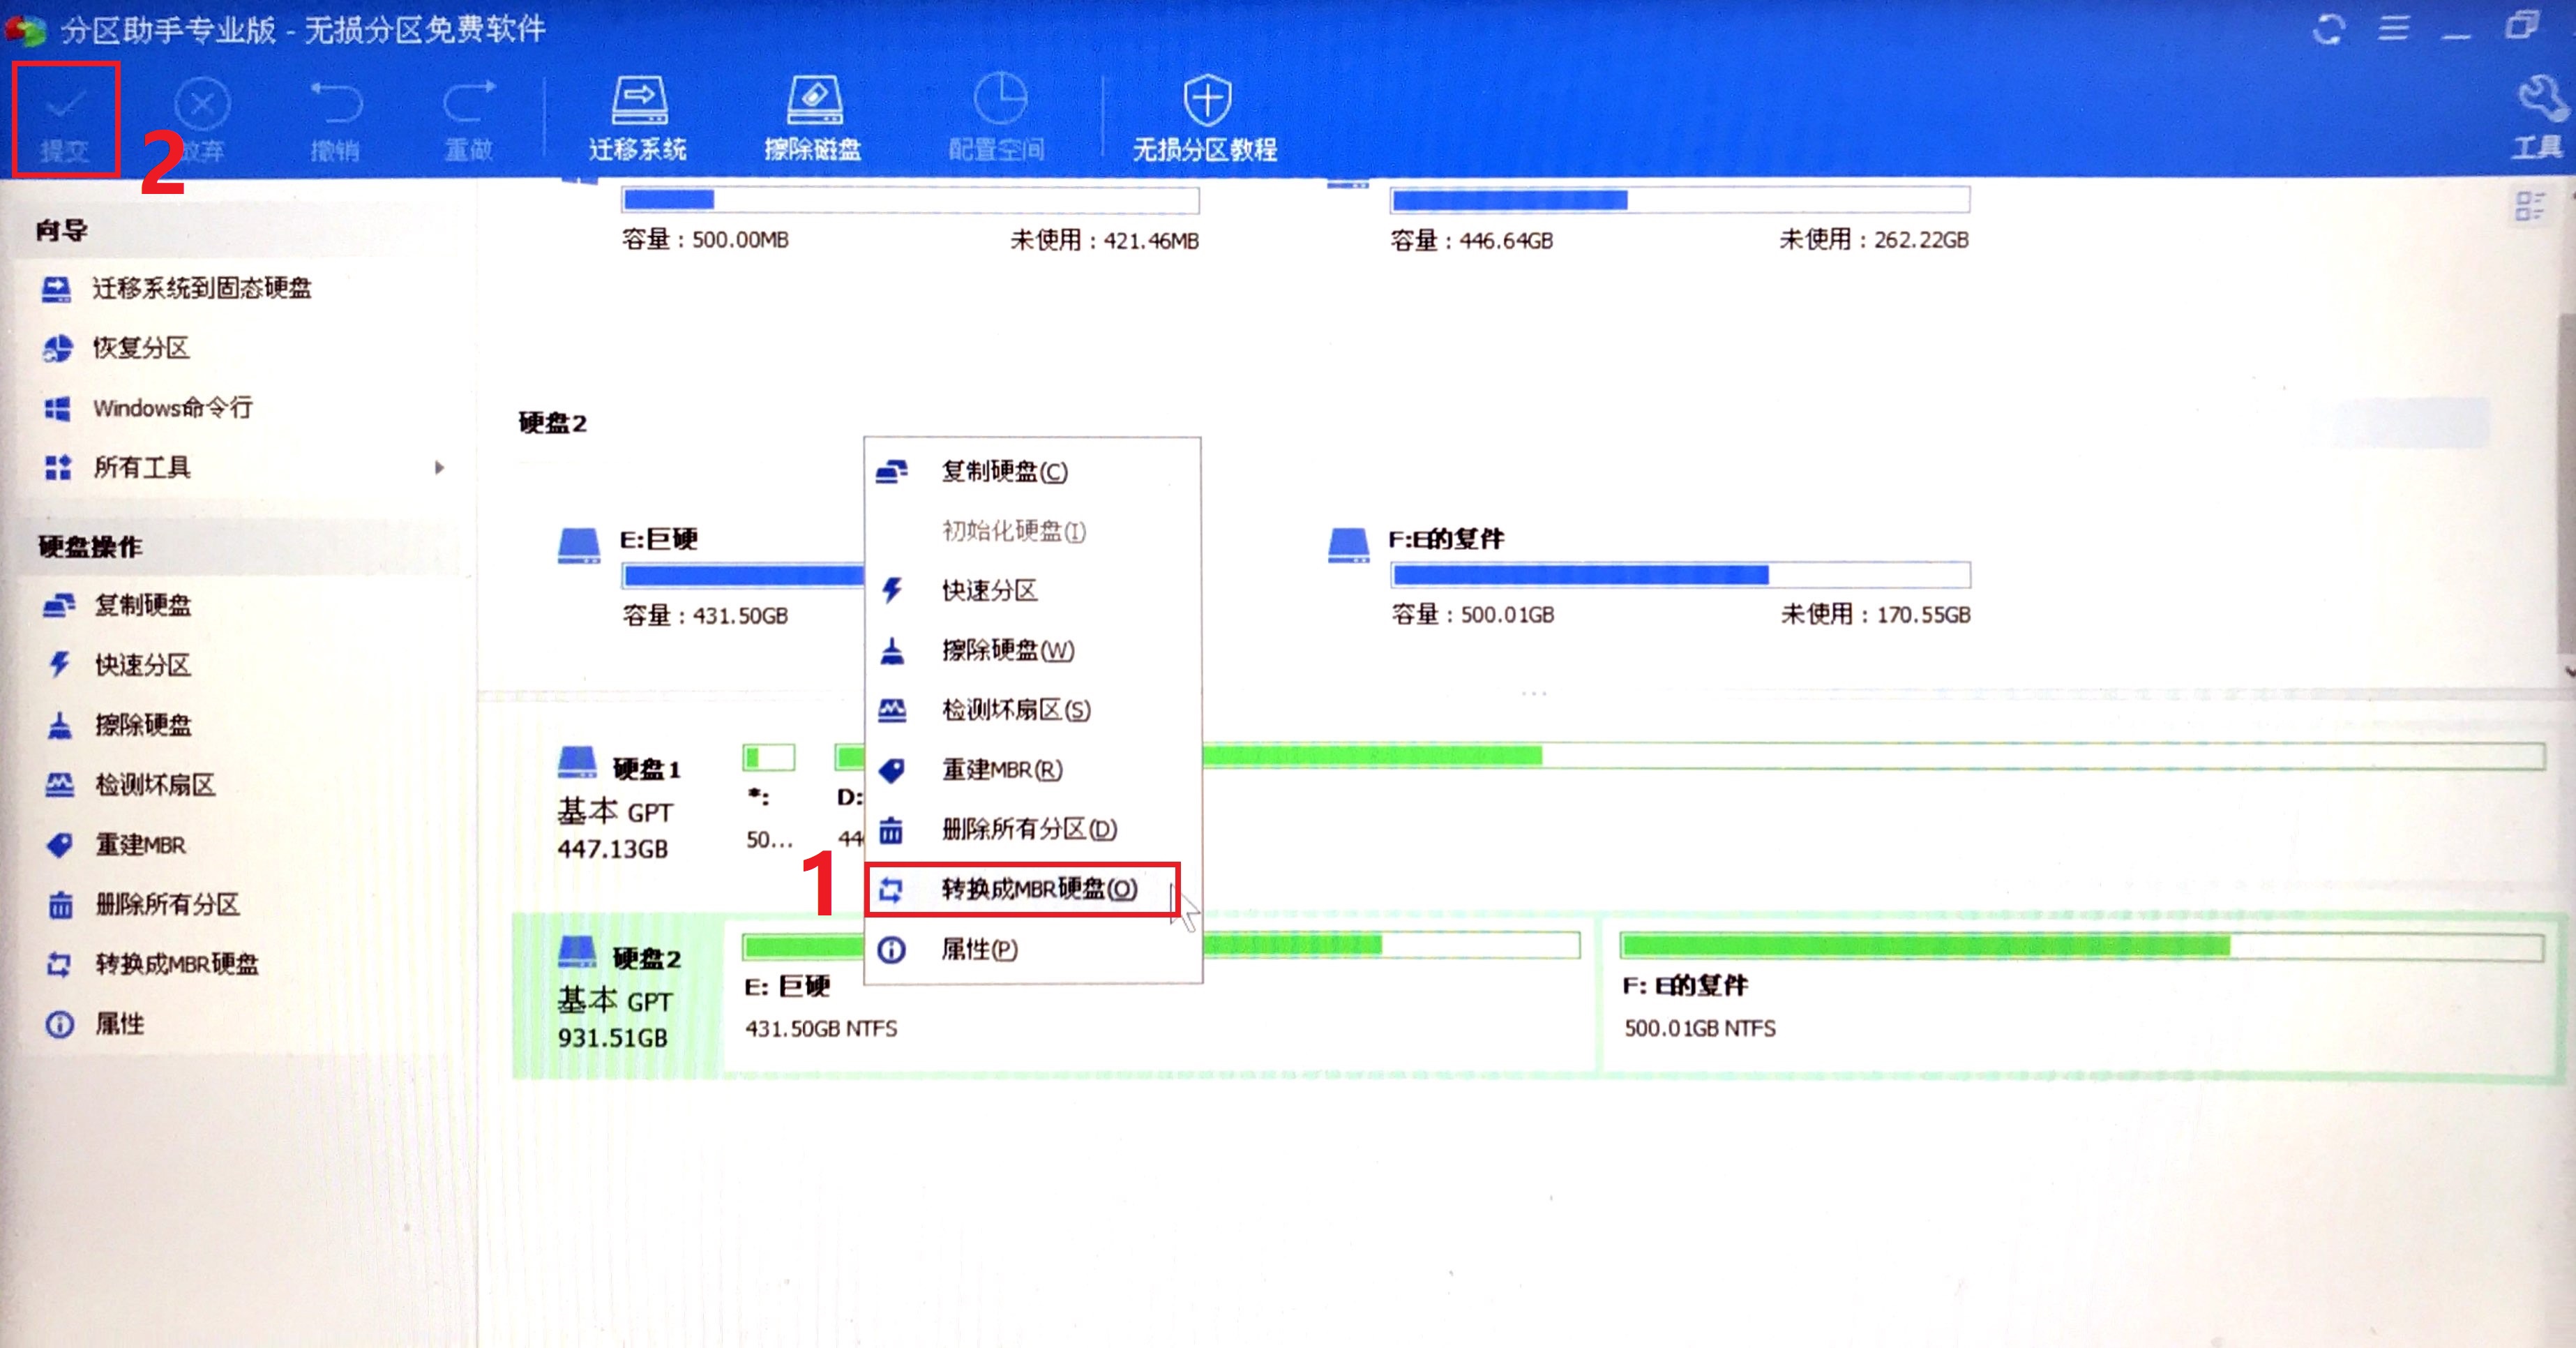 分区助手专业版 - 无损分区免费软件
提交
2
放弃
撤销
重做
迁移系统
擦除磁盘
配置空间
无损分区教程
工具
向导
迁移系统到固态硬盘
恢复分区
Windows命令行
所有工具
硬盘操作
复制硬盘
快速分区
擦除硬盘
检测坏扇区
重建MBR
删除所有分区
转换成MBR硬盘
属性
容量：500.00MB
未使用：421.46MB
容量：446.64GB
未使用：262.22GB
硬盘2
E:巨硬
容量：431.50GB
F:E的复件
容量：500.01GB
未使用：170.55GB
复制硬盘(C)
初始化硬盘(I)
快速分区
擦除硬盘(W)
检测坏扇区(S)
重建MBR(R)
删除所有分区(D)
1
转换成MBR硬盘(O)
属性(P)
硬盘1
基本 GPT
447.13GB
*:
50...
D:
44
硬盘2
基本 GPT
931.51GB
E: 巨硬
431.50GB NTFS
F: E的复件
500.01GB NTFS